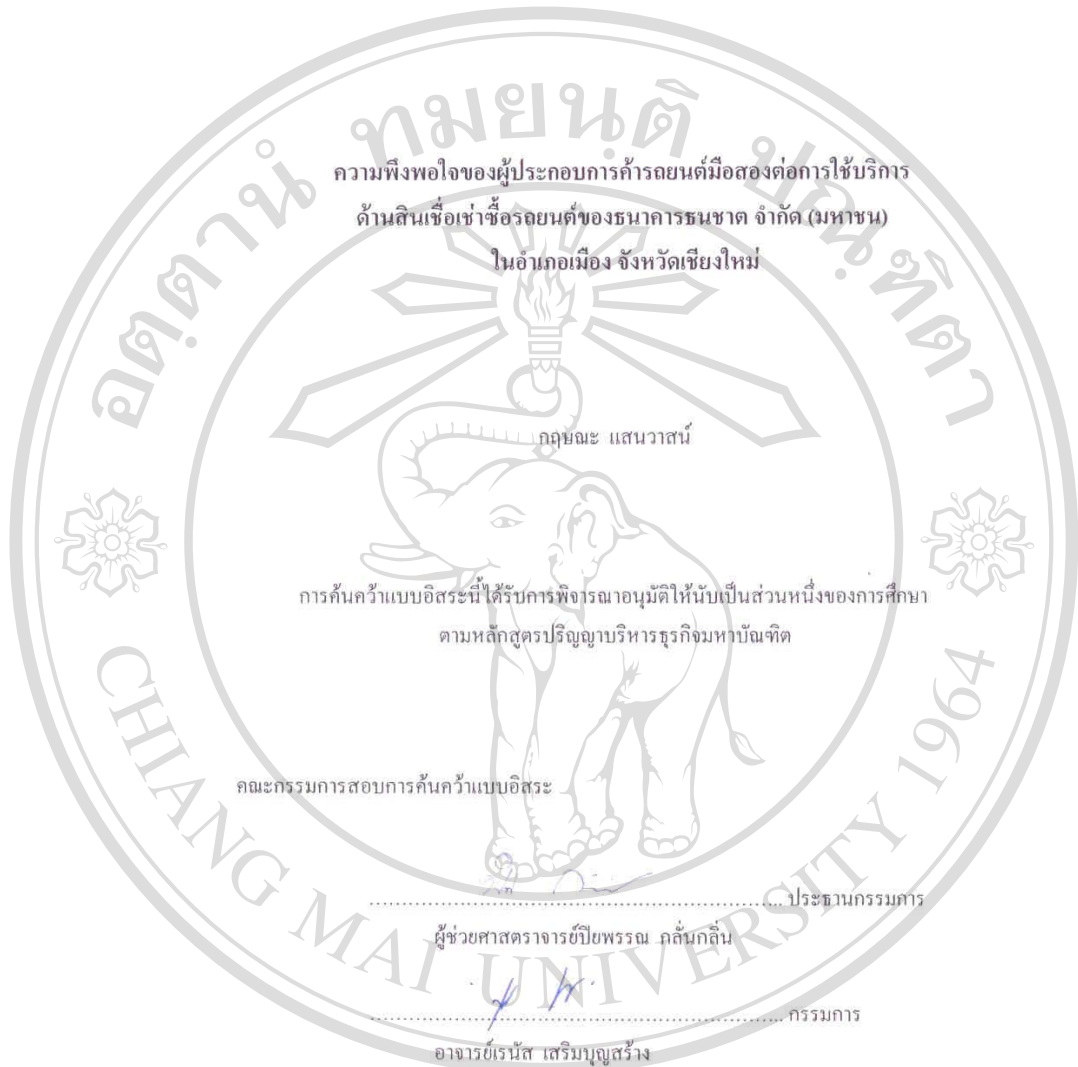 ความพึงพอใจของผู้ประกอบการค้ารถยนต์มือสองต่อการใช้บริการ
ด้านสินเชื่อเช่าซื้อรถยนต์ของธนาคารธนชาต จำกัด (มหาชน)
ในอำเภอเมือง จังหวัดเชียงใหม่
กฤษณะ แสนวาสน์
การค้นคว้าแบบอิสระนี้ได้รับการพิจารณาอนุมัติให้นับเป็นส่วนหนึ่งของการศึกษา
ตามหลักสูตรปริญญาบริหารธุรกิจมหาบัณฑิต
คณะกรรมการสอบการค้นคว้าแบบอิสระ
ประธานกรรมการ
ผู้ช่วยศาสตราจารย์ปิยพรรณ กลั่นกลิ่น
กรรมการ
อาจารย์เรนัส เสริมบุญสร้าง
อตฺตานํ ทมยนฺติ ปณฺฑิตา
CHIANG MAI UNIVERSITY 1964